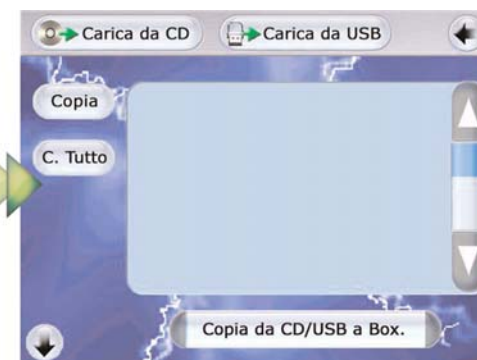 Carica da CD
Carica da USB
Copia
C. Tutto
Copia da CD/USB a Box.